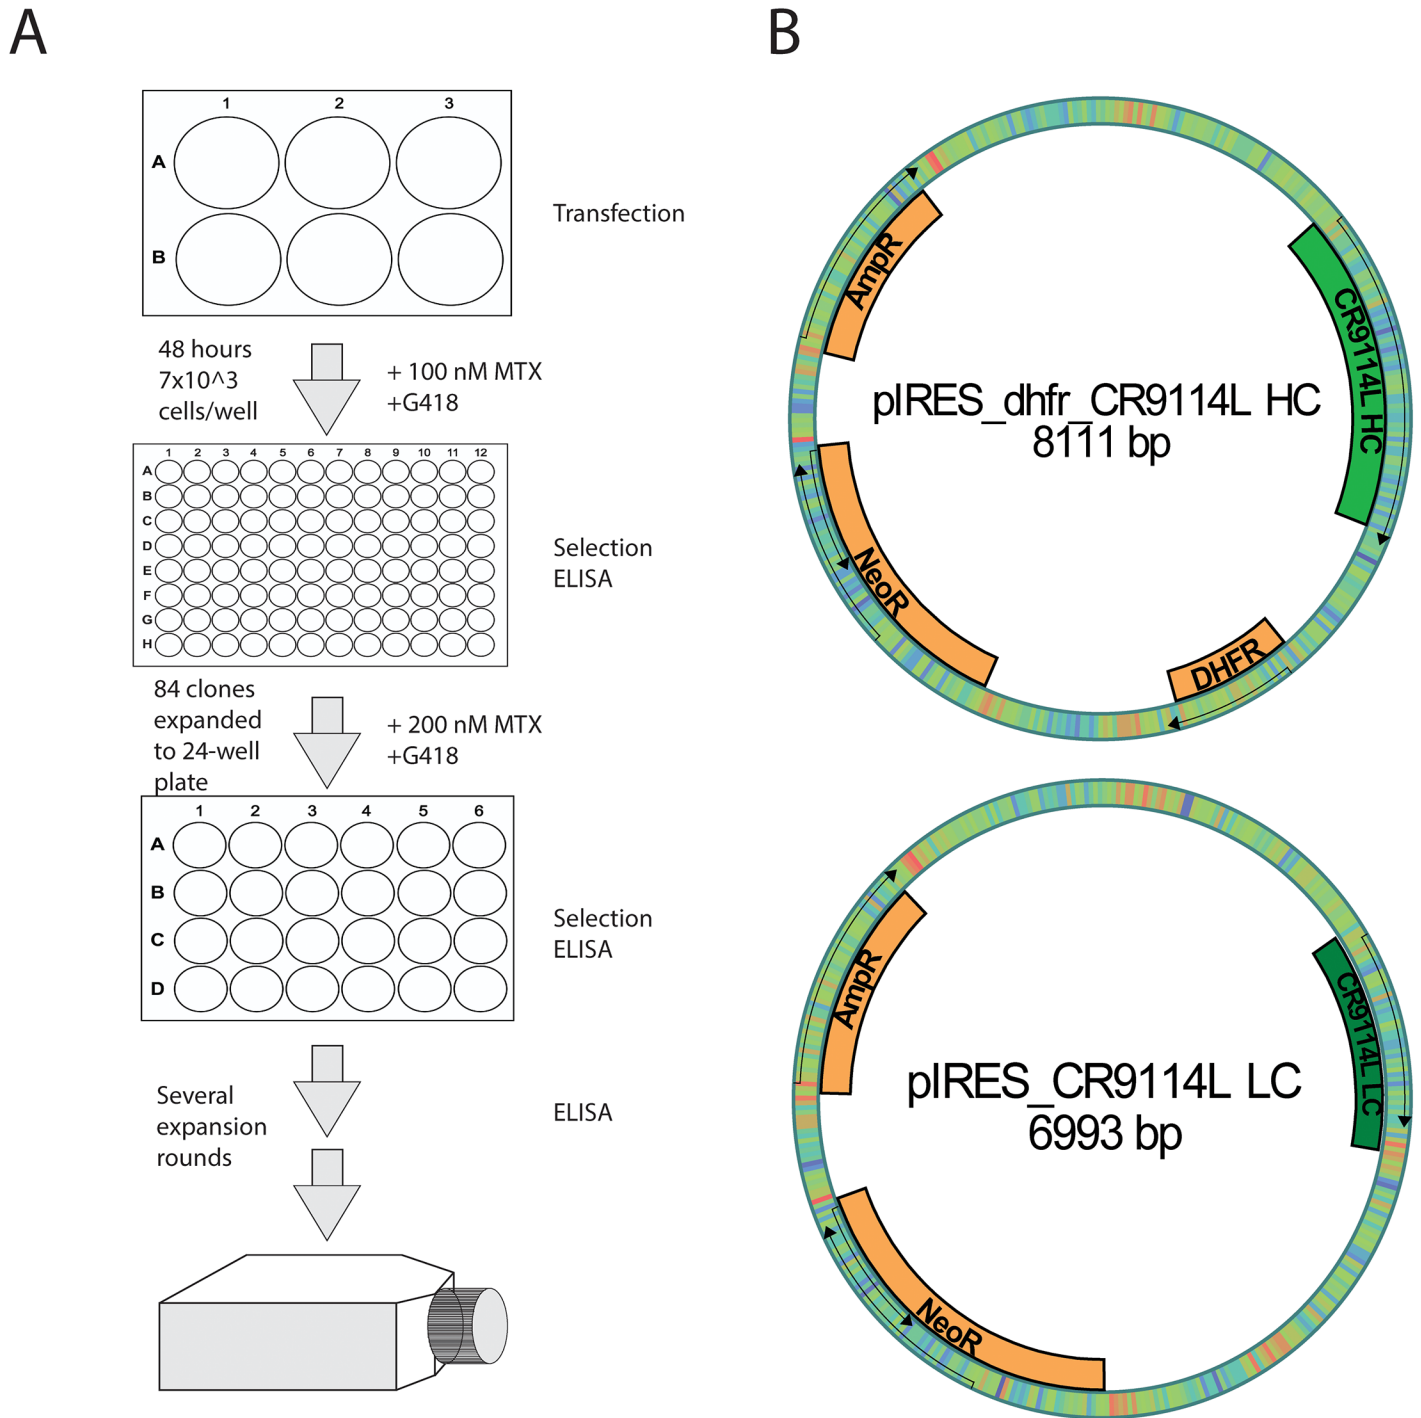 A
1 2 3
A
B
Transfection
48 hours
7x10^3
cells/well
+ 100 nM MTX
+G418
1 2 3 4 5 6 7 8 9 10 11 12
A
B
C
D
E
F
G
H
Selection
ELISA
84 clones
expanded
to 24-well
plate
+ 200 nM MTX
+G418
1 2 3 4 5 6
A
B
C
D
Selection
ELISA
Several
expansion
rounds
ELISA
B
AmpR
CR9114L HC
pIRES_dhfr_CR9114L HC
8111 bp
NeoR
DHFR
AmpR
CR9114L LC
pIRES_CR9114L LC
6993 bp
NeoR